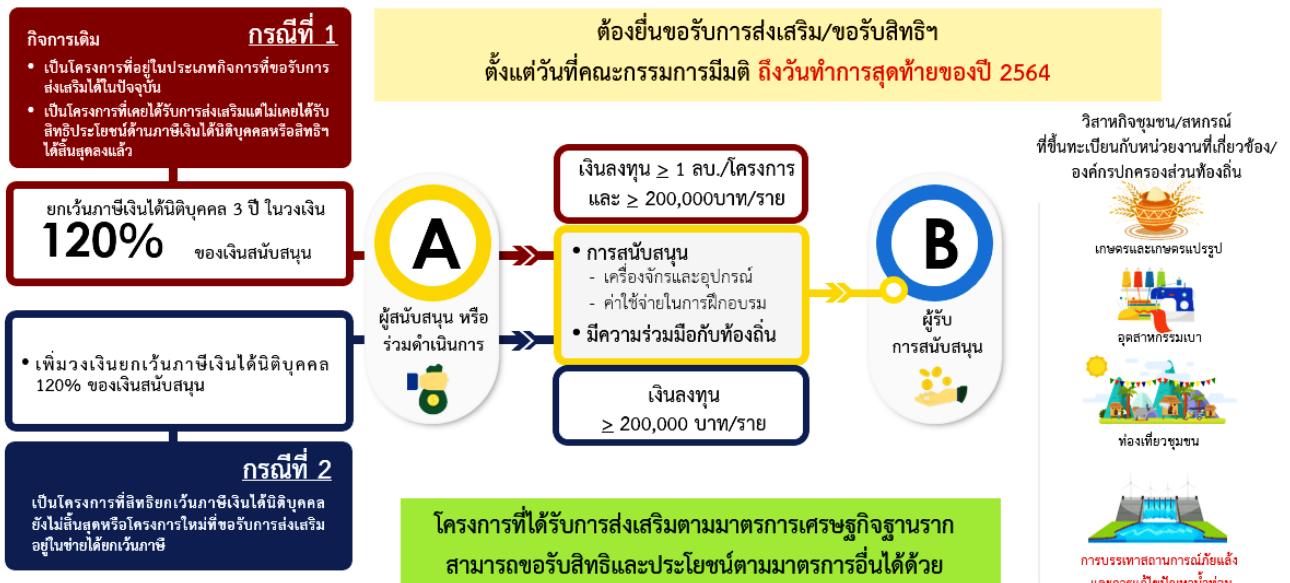 กรณีที่ 1
กิจการเดิม
• เป็นโครงการที่อยู่ในประเภทกิจการที่ขอรับการ
ส่งเสริมได้ในปัจจุบัน
• เป็นโครงการที่เคยได้รับการส่งเสริมแต่ไม่เคยได้รับ
สิทธิประโยชน์ด้านภาษีเงินได้นิติบุคคลหรือสิทธิฯ
ได้สิ้นสุดลงแล้ว
ยกเว้นภาษีเงินได้นิติบุคคล 3 ปี ในวงเงิน
120% ของเงินสนับสนุน
• เพิ่มวงเงินยกเว้นภาษีเงินได้นิติบุคคล
120% ของเงินสนับสนุน
กรณีที่ 2
เป็นโครงการที่สิทธิยกเว้นภาษีเงินได้นิติบุคคล
ยังไม่สิ้นสุดหรือโครงการใหม่ที่ขอรับการส่งเสริม
อยู่ในข่ายได้ยกเว้นภาษี
ต้องยื่นขอรับการส่งเสริม/ขอรับสิทธิฯ
ตั้งแต่วันที่คณะกรรมการมีมติ ถึงวันทำการสุดท้ายของปี 2564
A
ผู้สนับสนุน หรือ
ร่วมดำเนินการ
เงินลงทุน ≥ 1 ลบ./โครงการ
และ ≥ 200,000บาท/ราย
• การสนับสนุน
- เครื่องจักรและอุปกรณ์
- ค่าใช้จ่ายในการฝึกอบรม
• มีความร่วมมือกับท้องถิ่น
เงินลงทุน
≥ 200,000 บาท/ราย
B
ผู้รับ
การสนับสนุน
โครงการที่ได้รับการส่งเสริมตามมาตรการเศรษฐกิจฐานราก
สามารถขอรับสิทธิและประโยชน์ตามมาตรการอื่นได้ด้วย
วิสาหกิจชุมชน/สหกรณ์
ที่ขึ้นทะเบียนกับหน่วยงานที่เกี่ยวข้อง/
องค์กรปกครองส่วนท้องถิ่น
เกษตรและเกษตรแปรรูป
อุตสาหกรรมเบา
ท่องเที่ยวชุมชน
การบรรเทาสถานการณ์ภัยแล้ง
และการแก้ไขปัญหาน้ำท่วม